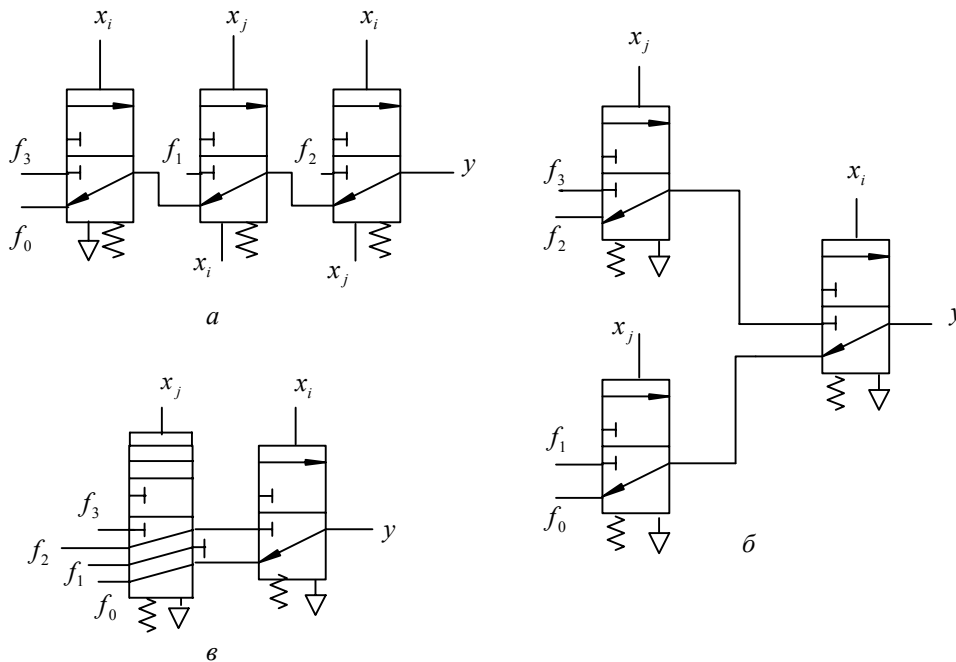 x_i x_j x_i
f_3 f_1 f_2 y
f_0
x_i x_j
а
x_j
f_3
f_2
x_i
y
x_j
f_1
f_0
б
x_j x_i
f_3
f_2 y
f_1
f_0
в